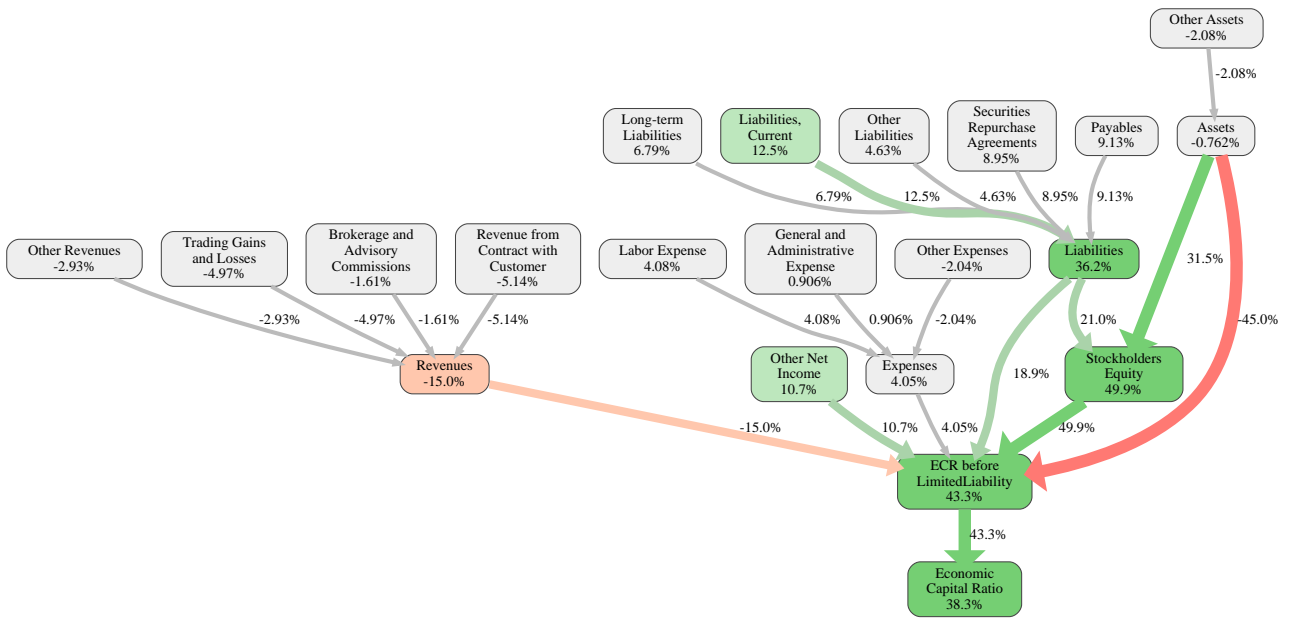 Other Assets
-2.08%
-2.08%
Long-term
Liabilities
6.79%
Liabilities,
Current
12.5%
Other
Liabilities
4.63%
Securities
Repurchase
Agreements
8.95%
Payables
9.13%
Assets
-0.762%
6.79%
12.5%
4.63%
8.95%
9.13%
Other Revenues
-2.93%
Trading Gains
and Losses
-4.97%
Brokerage and
Advisory
Commissions
-1.61%
Revenue from
Contract with
Customer
-5.14%
Labor Expense
4.08%
General and
Administrative
Expense
0.906%
Other Expenses
-2.04%
Liabilities
36.2%
31.5%
-2.93%
-4.97%
-1.61%
-5.14%
4.08%
0.906%
-2.04%
21.0%
-45.0%
Revenues
-15.0%
Other Net
Income
10.7%
Expenses
4.05%
18.9%
Stockholders
Equity
49.9%
-15.0%
10.7%
4.05%
49.9%
ECR before
LimitedLiability
43.3%
43.3%
Economic
Capital Ratio
38.3%